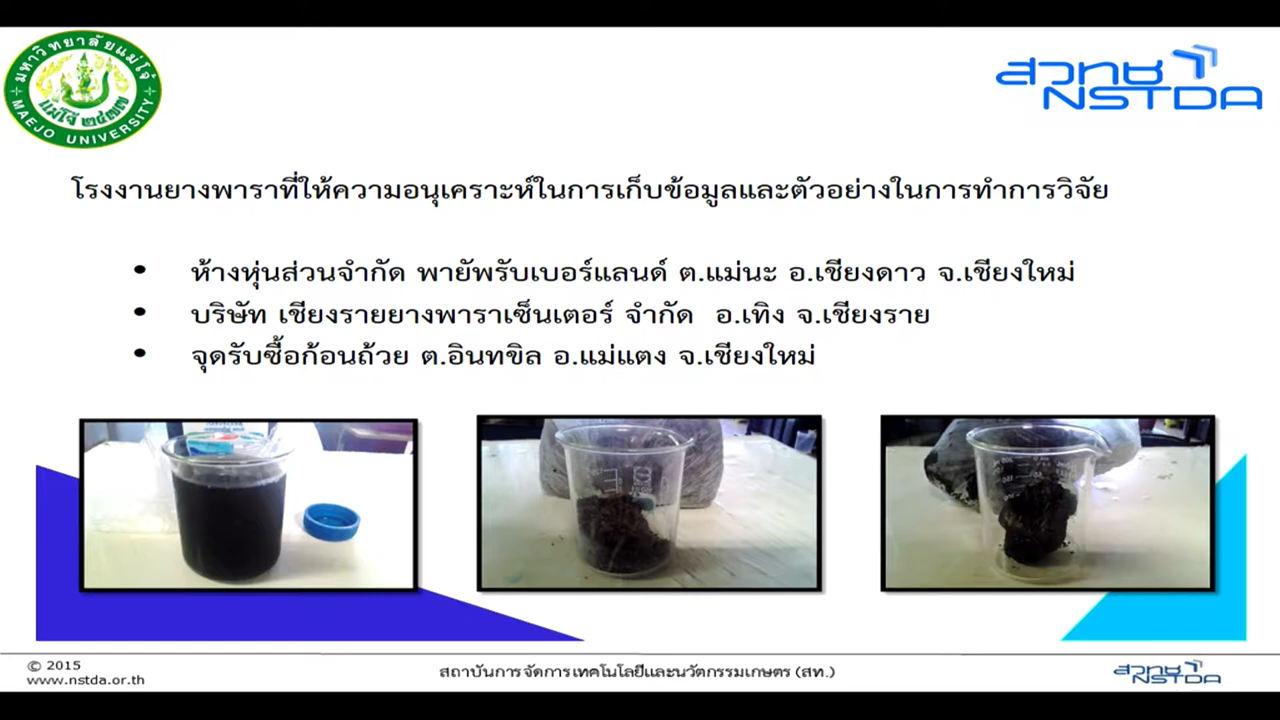 มหาวิทยาลัยแม่โจ้
แม่โจ้ ๒๔๗๗
MAEJO UNIVERSITY
สวทช
NSTDA
โรงงานยางพาราที่ให้ความอนุเคราะห์ในการเก็บข้อมูลและตัวอย่างในการทำการวิจัย
• ห้างหุ่นส่วนจำกัด พายัพรับเบอร์แลนด์ ต.แม่นะ อ.เชียงดาว จ.เชียงใหม่
• บริษัท เชียงรายยางพาราเซ็นเตอร์ จำกัด อ.เทิง จ.เชียงราย
• จุดรับซื้อก้อนถ้วย ต.อินทขิล อ.แม่แตง จ.เชียงใหม่
© 2015
www.nstda.or.th
สถาบันการจัดการเทคโนโลยีและนวัตกรรมเกษตร (สท.)
สวทช
NSTDA